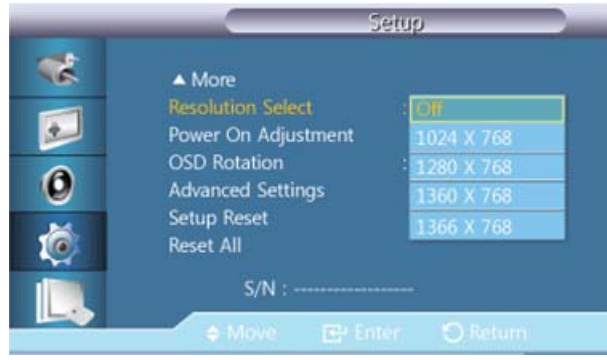 Setup
▲ More
Resolution Select : Off
Power On Adjustment 1024 X 768
OSD Rotation : 1280 X 768
Advanced Settings 1360 X 768
Setup Reset 1366 X 768
Reset All
S/N : ------------------
Move Enter Return